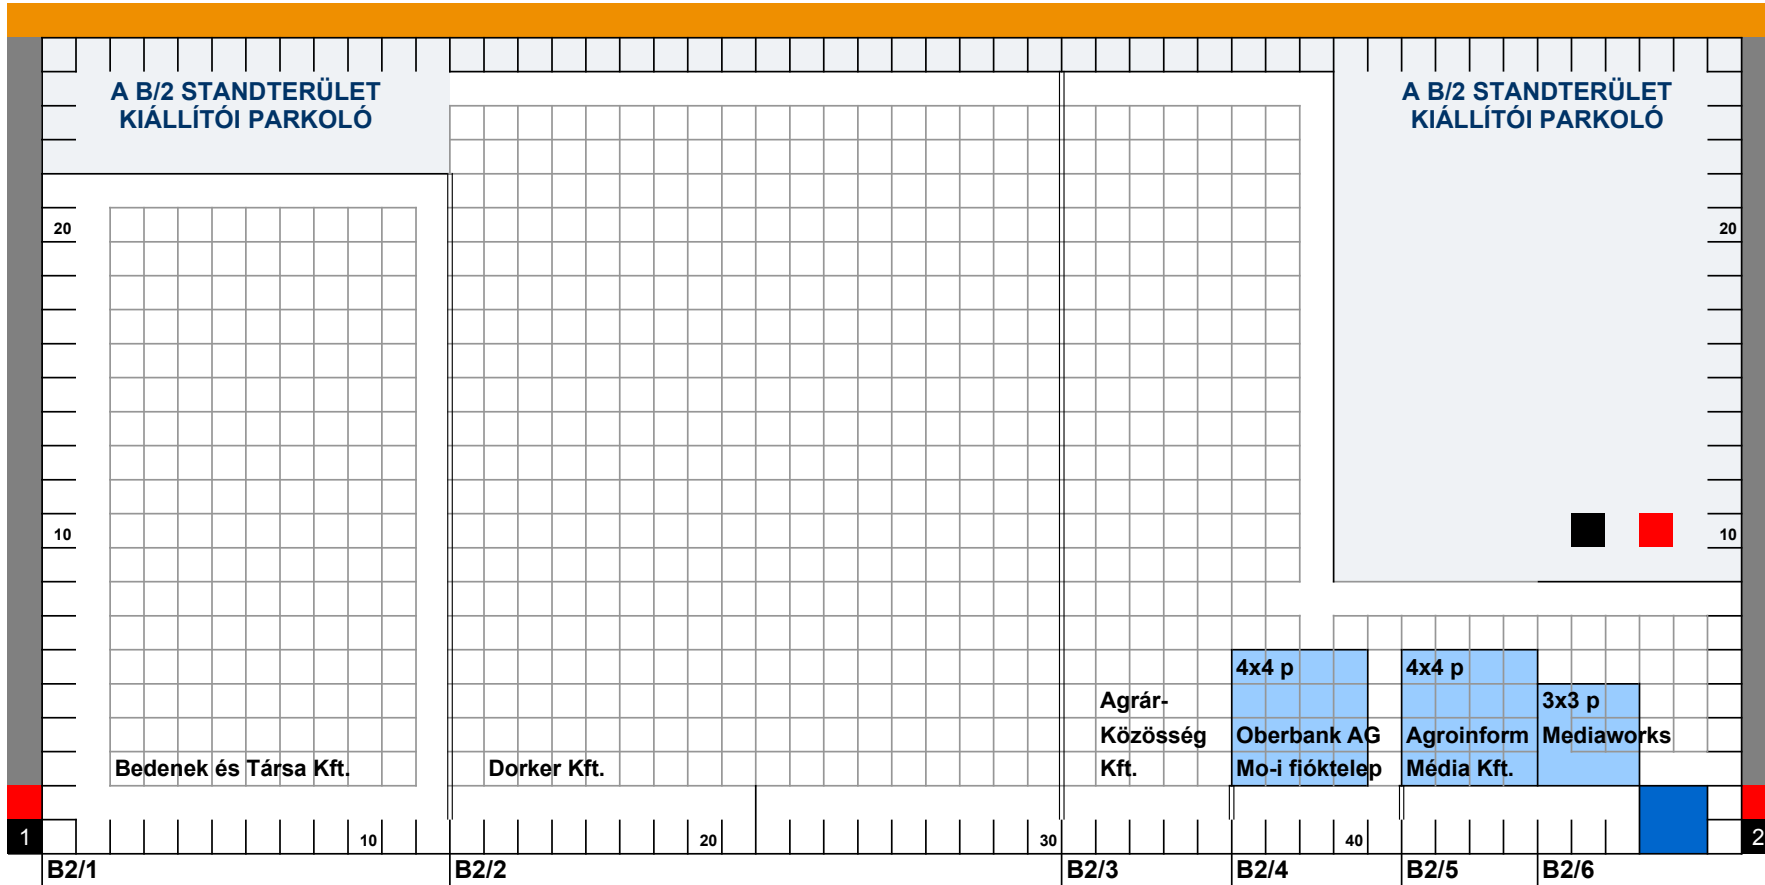 A B/2 STANDTERÜLET
KIÁLLÍTÓI PARKOLÓ
A B/2 STANDTERÜLET
KIÁLLÍTÓI PARKOLÓ
20
20
10
10
4x4 p
4x4 p
Agrár-
3x3 p
Közösség
Oberbank AG
Agroinform
Mediaworks
Bedenek és Társa Kft.
Dorker Kft.
Kft.
Mo-i fióktelep
Média Kft.
1
10
20
30
40
2
B2/1
B2/2
B2/3
B2/4
B2/5
B2/6